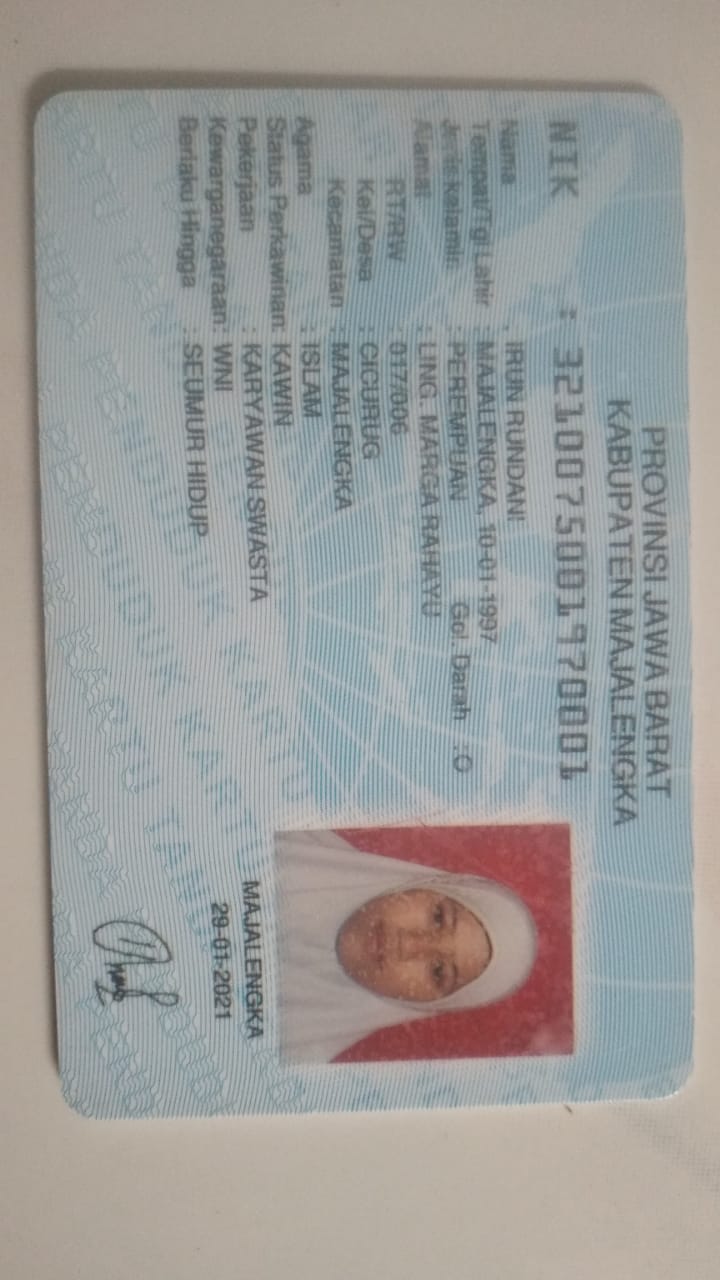 PROVINSI JAWA BARAT
KABUPATEN MAJALENGKA
NIK : 3210075001970001
Nama : IRUN RUNDANI
Tempat/Tgl Lahir : MAJALENGKA, 10-01-1997
Jenis kelamin : PEREMPUAN Gol. Darah : O
Alamat : LING. MARGA RAHAYU
RT/RW : 017/006
Kel/Desa : CICURUG
Kecamatan : MAJALENGKA
Agama : ISLAM
Status Perkawinan: KAWIN
Pekerjaan : KARYAWAN SWASTA
Kewarganegaraan: WNI
Berlaku Hingga : SEUMUR HIDUP
MAJALENGKA
29-01-2021